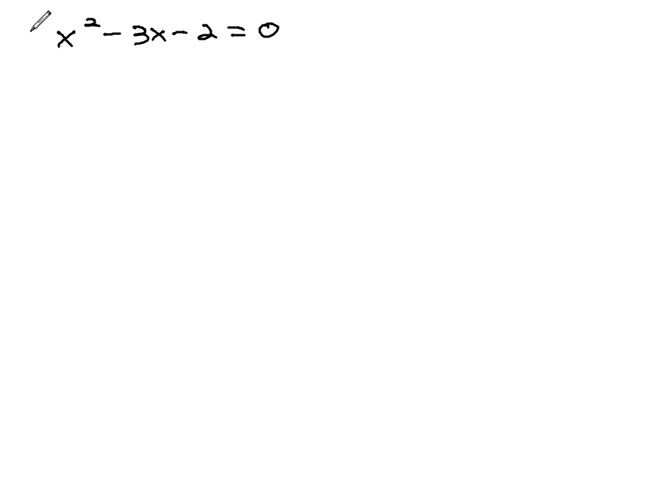 x² - 3x - 2 = 0